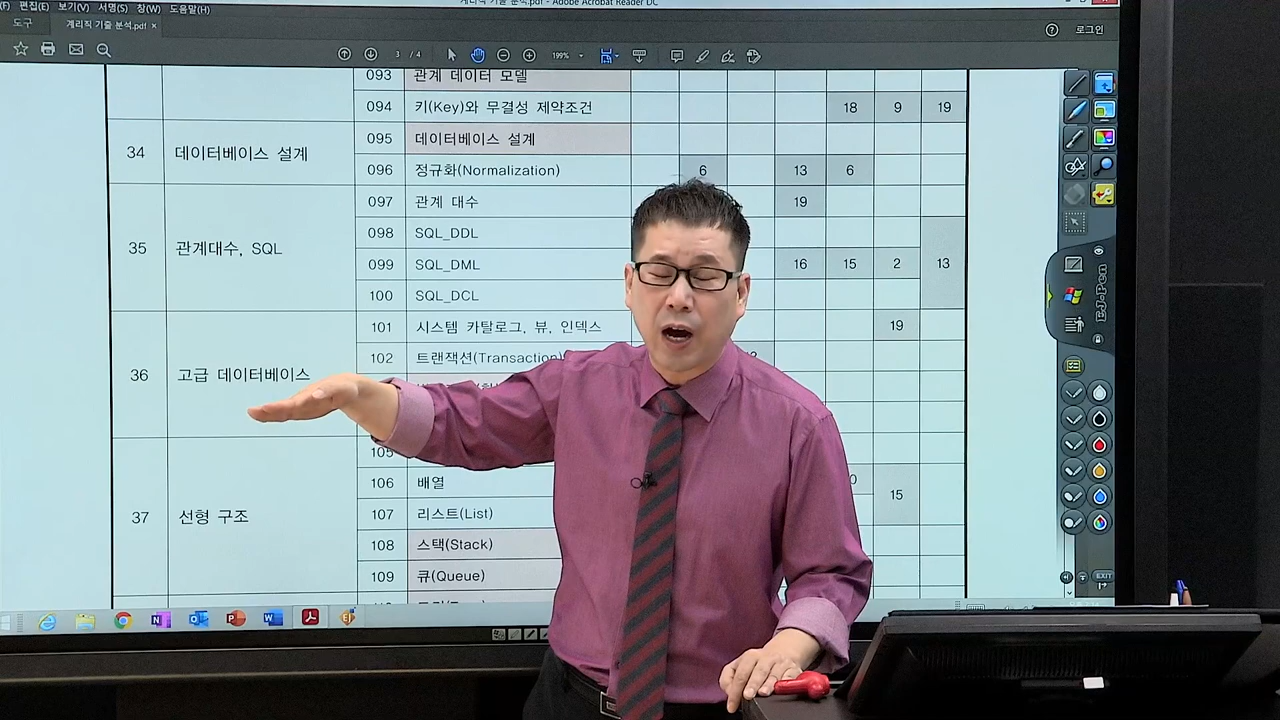 편집(E) 보기(V) 서명(S) 창(W) 도움말(H)
계리직 기출 분석.pdf - Adobe Acrobat Reader DC
도구 계리직 기출 분석.pdf × 로그인
3 / 4 199%
093 관계 데이터 모델
094 키(Key)와 무결성 제약조건 18 9 19
34 데이터베이스 설계 095 데이터베이스 설계
096 정규화(Normalization) 6 13 6
097 관계 대수 19
35 관계대수, SQL 098 SQL_DDL
099 SQL_DML 16 15 2 13
100 SQL_DCL
101 시스템 카탈로그, 뷰, 인덱스 19
36 고급 데이터베이스 102 트랜잭션(Transaction)
105
106 배열 15
37 선형 구조 107 리스트(List)
108 스택(Stack)
109 큐(Queue)
EJ-Pen
EXIT